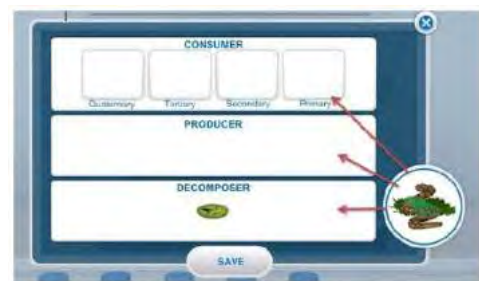 CONSUMER
Quaternary Tertiary Secondary Primary
PRODUCER
DECOMPOSER
SAVE